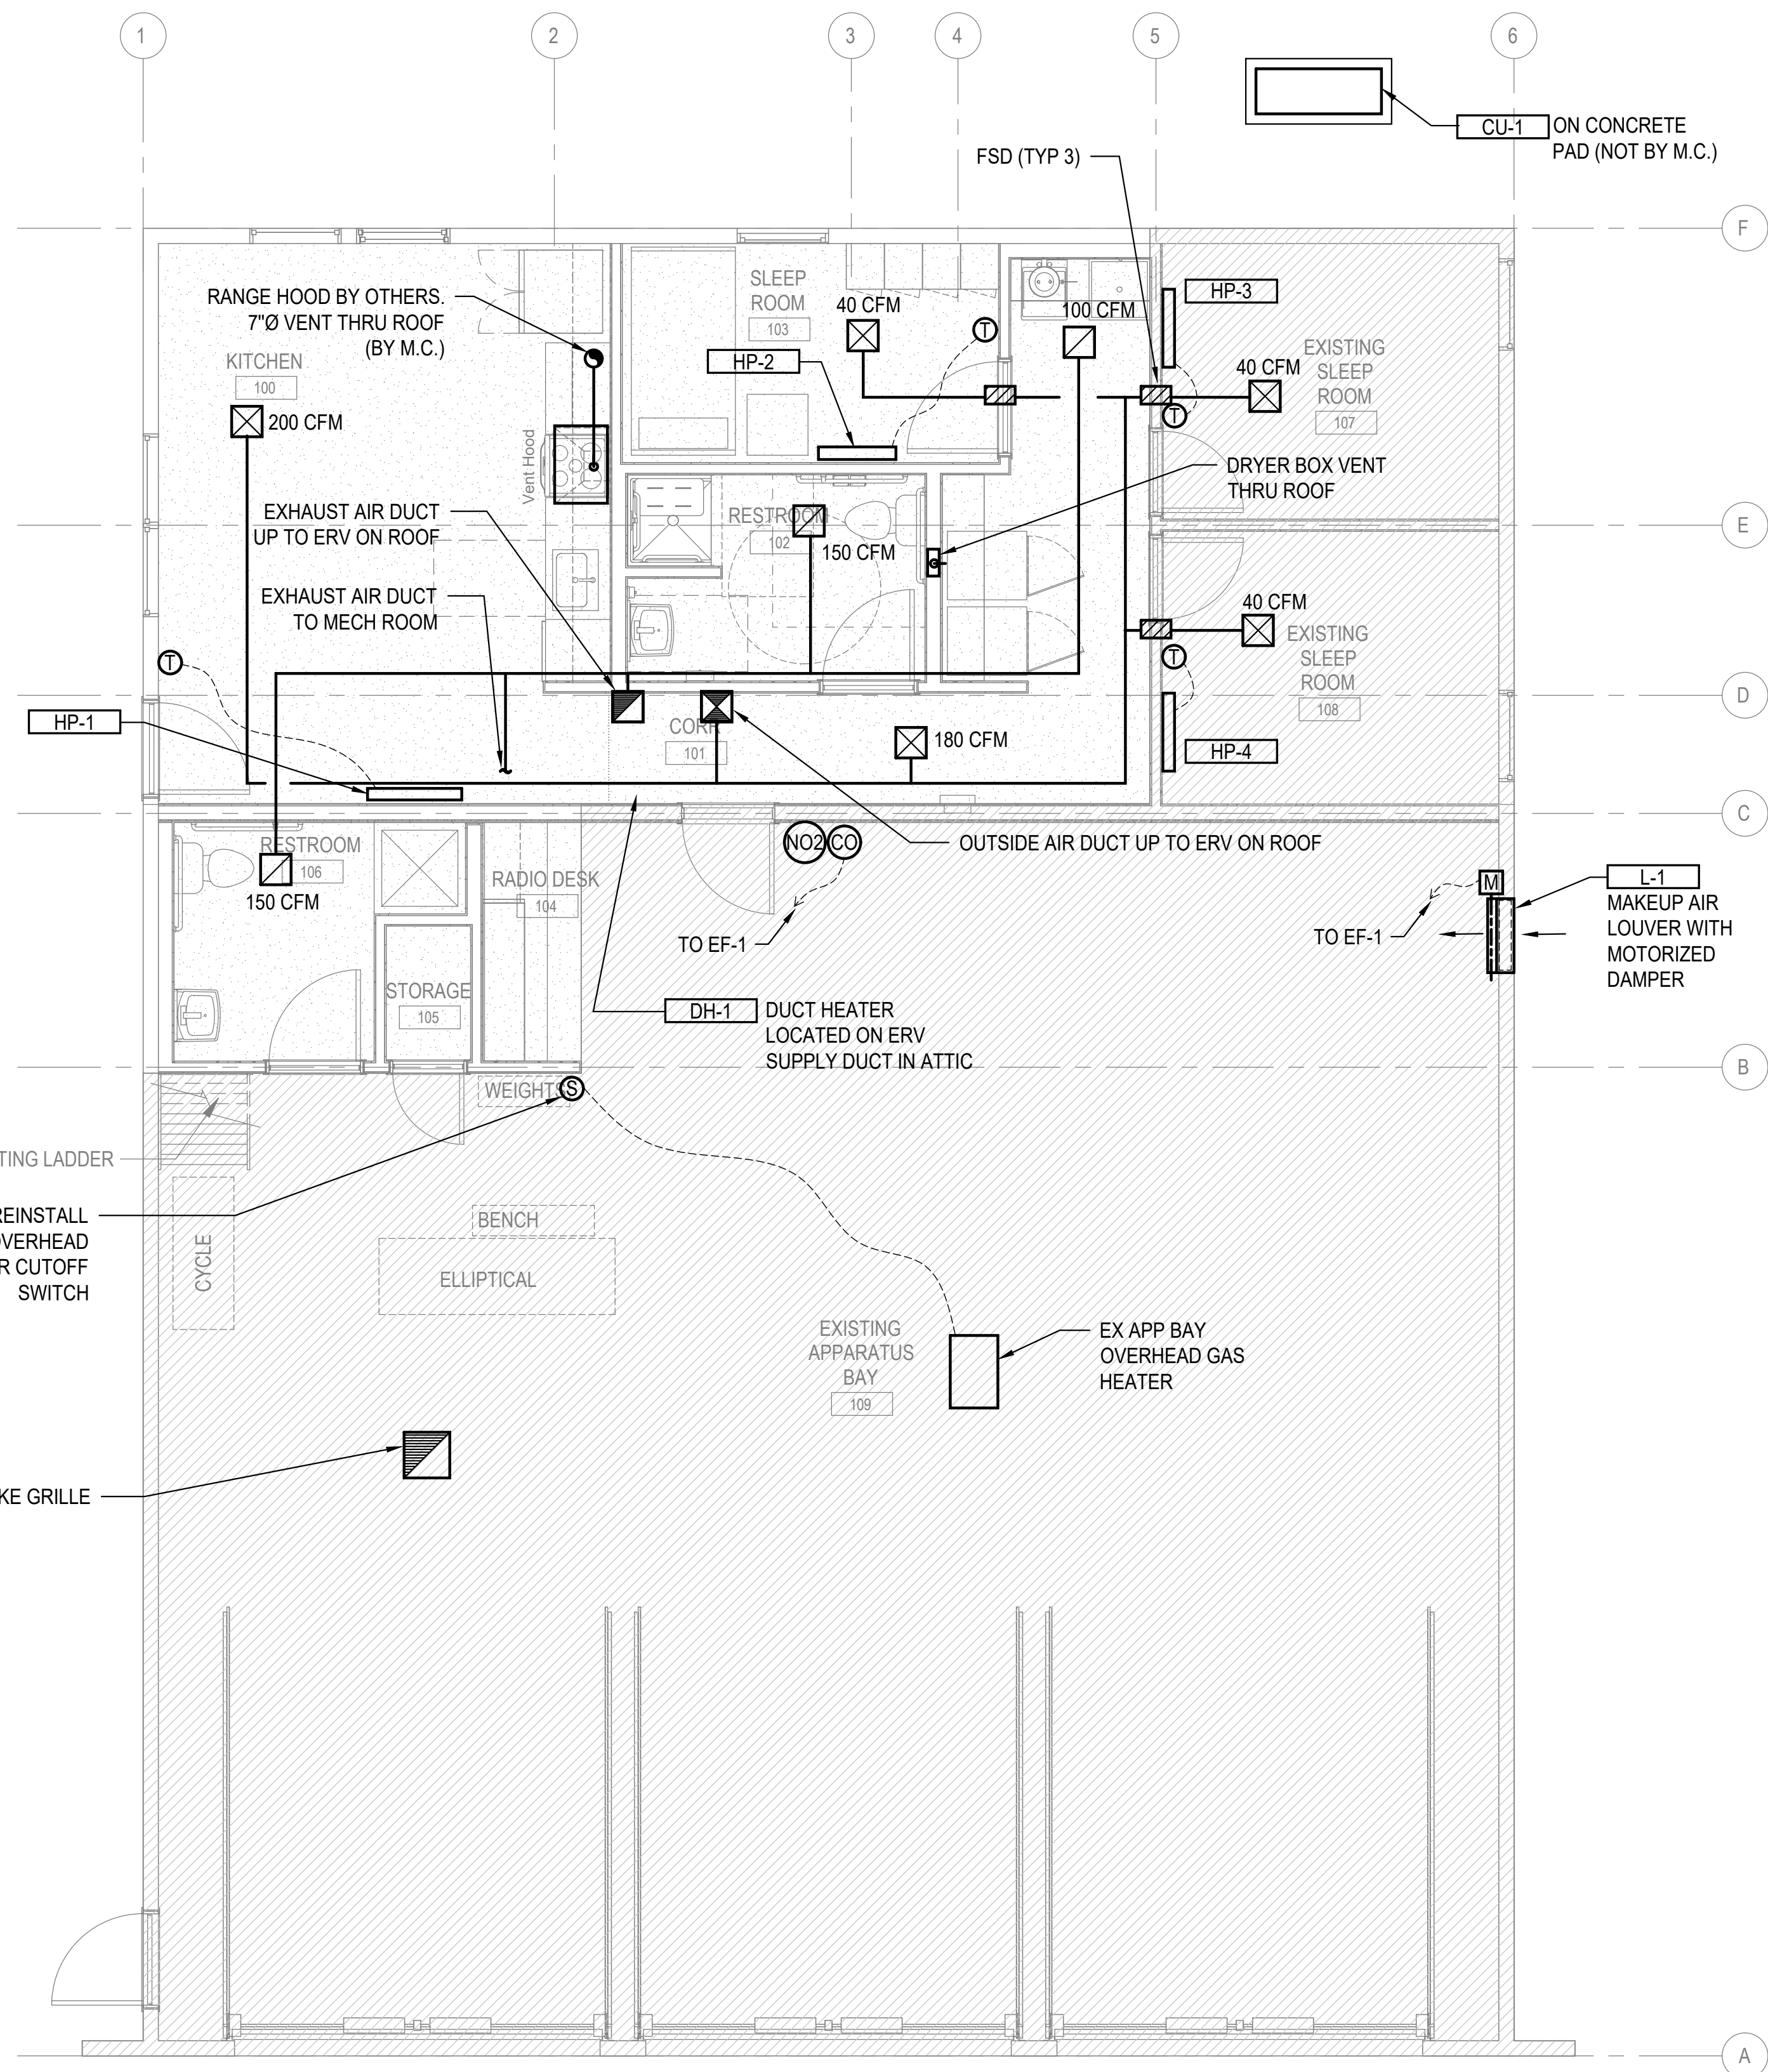 1
2
3
4
5
6
CU-1 ON CONCRETE
PAD (NOT BY M.C.)
FSD (TYP 3)
F
RANGE HOOD BY OTHERS.
7"Ø VENT THRU ROOF
(BY M.C.)
KITCHEN
100
200 CFM
SLEEP
ROOM
103
40 CFM
T
HP-2
100 CFM
HP-3
EXISTING
SLEEP
ROOM
107
40 CFM
T
Vent Hood
DRYER BOX VENT
THRU ROOF
EXHAUST AIR DUCT
UP TO ERV ON ROOF
RESTROOM
102
150 CFM
E
EXHAUST AIR DUCT
TO MECH ROOM
40 CFM
EXISTING
SLEEP
ROOM
108
T
T
D
HP-1
CORR
101
180 CFM
HP-4
C
NO2
CO
OUTSIDE AIR DUCT UP TO ERV ON ROOF
RESTROOM
106
150 CFM
RADIO DESK
104
TO EF-1
M
TO EF-1
L-1
MAKEUP AIR
LOUVER WITH
MOTORIZED
DAMPER
STORAGE
105
DH-1 DUCT HEATER
LOCATED ON ERV
SUPPLY DUCT IN ATTIC
B
WEIGHTS
S
TING LADDER
REINSTALL
OVERHEAD
R CUTOFF
SWITCH
CYCLE
BENCH
ELLIPTICAL
EXISTING
APPARATUS
BAY
109
EX APP BAY
OVERHEAD GAS
HEATER
KE GRILLE
A